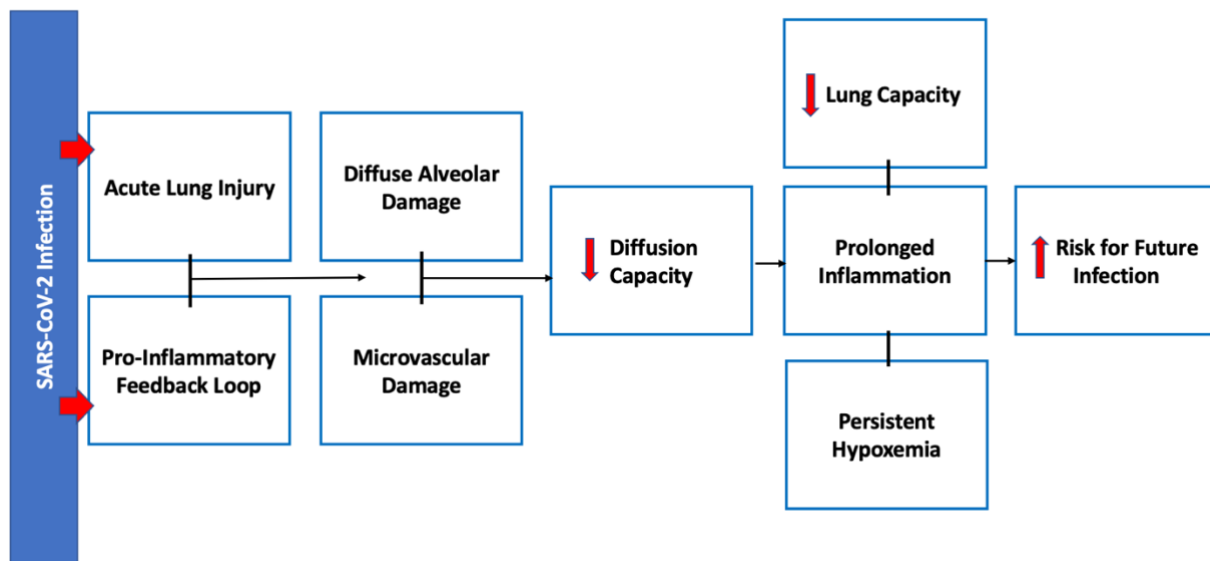 SARS-CoV-2 Infection
Acute Lung Injury
Pro-Inflammatory
Feedback Loop
Diffuse Alveolar
Damage
Microvascular
Damage
Diffusion
Capacity
Lung Capacity
Prolonged
Inflammation
Persistent
Hypoxemia
Risk for Future
Infection